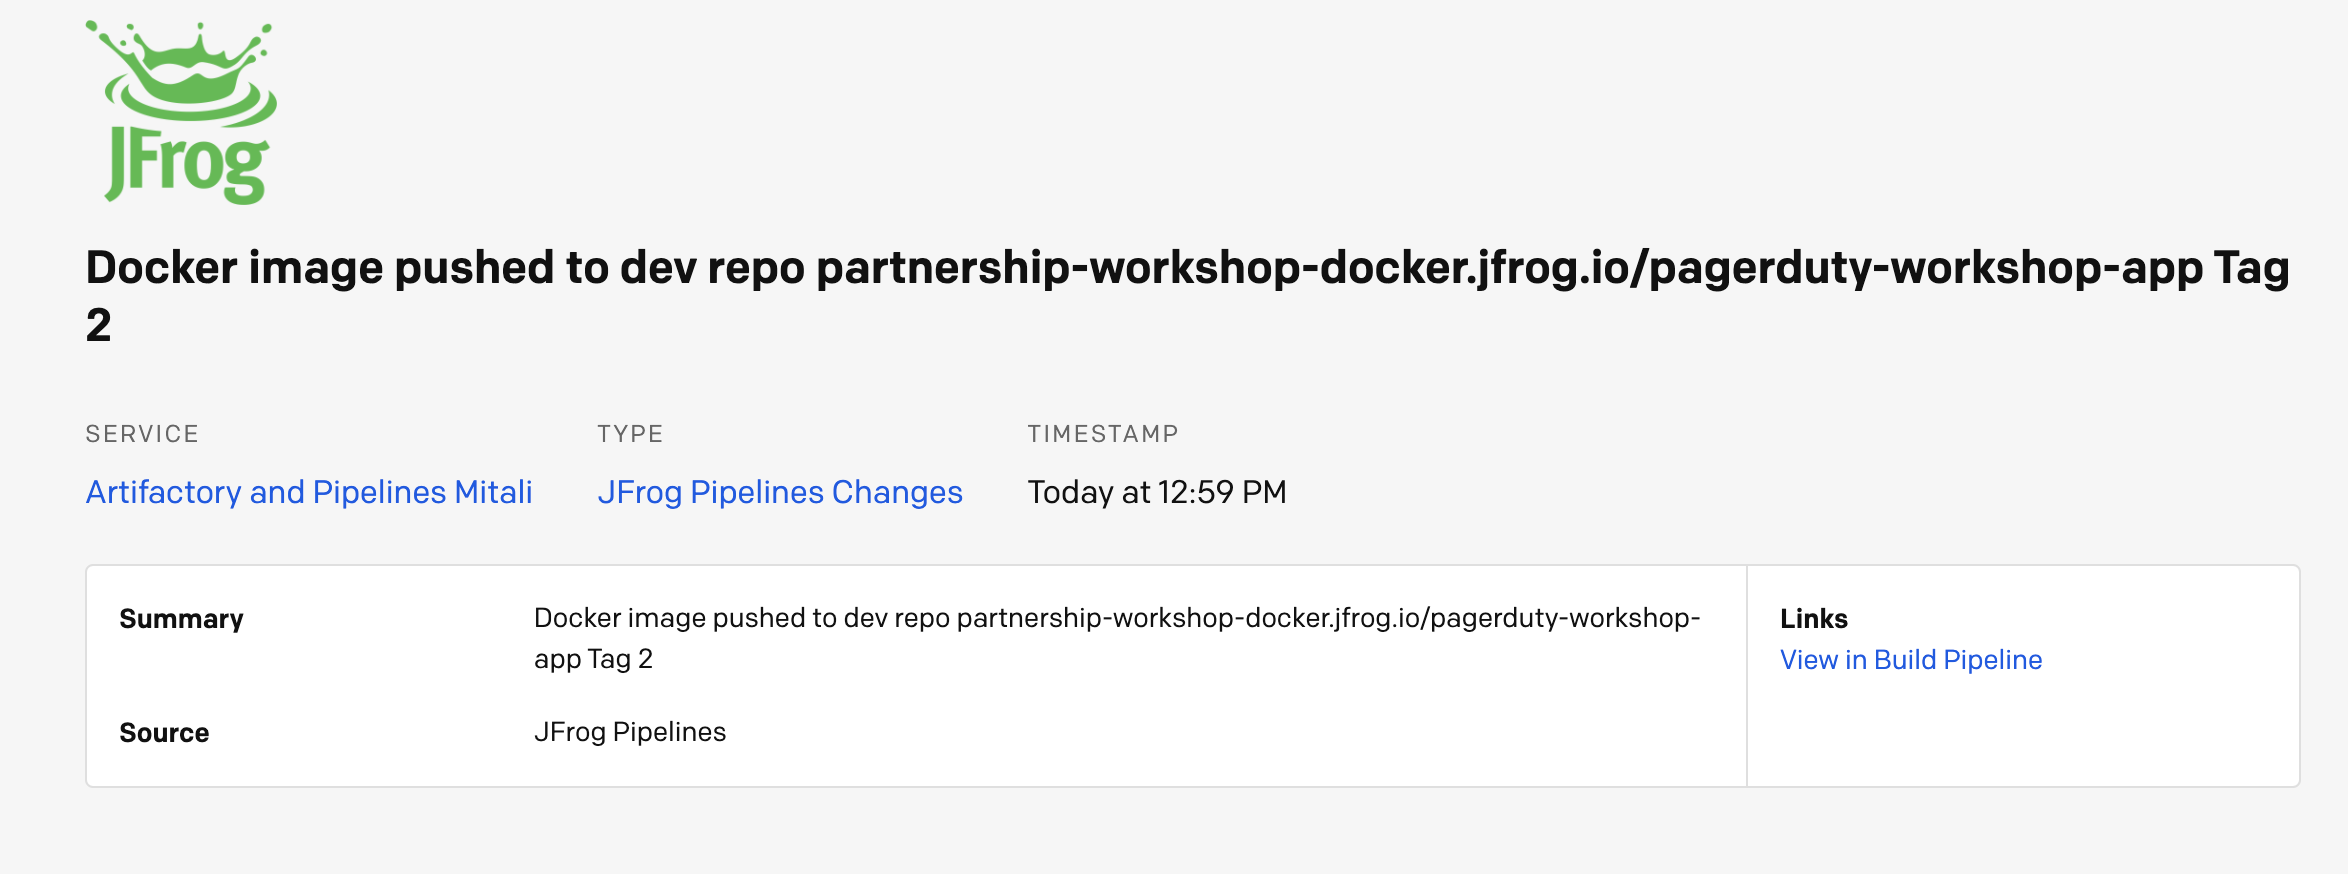 JFrog
Docker image pushed to dev repo partnership-workshop-docker.jfrog.io/pagerduty-workshop-app Tag
2
SERVICE
Artifactory and Pipelines Mitali
TYPE
JFrog Pipelines Changes
TIMESTAMP
Today at 12:59 PM
Summary
Docker image pushed to dev repo partnership-workshop-docker.jfrog.io/pagerduty-workshop-
app Tag 2
Source
JFrog Pipelines
Links
View in Build Pipeline